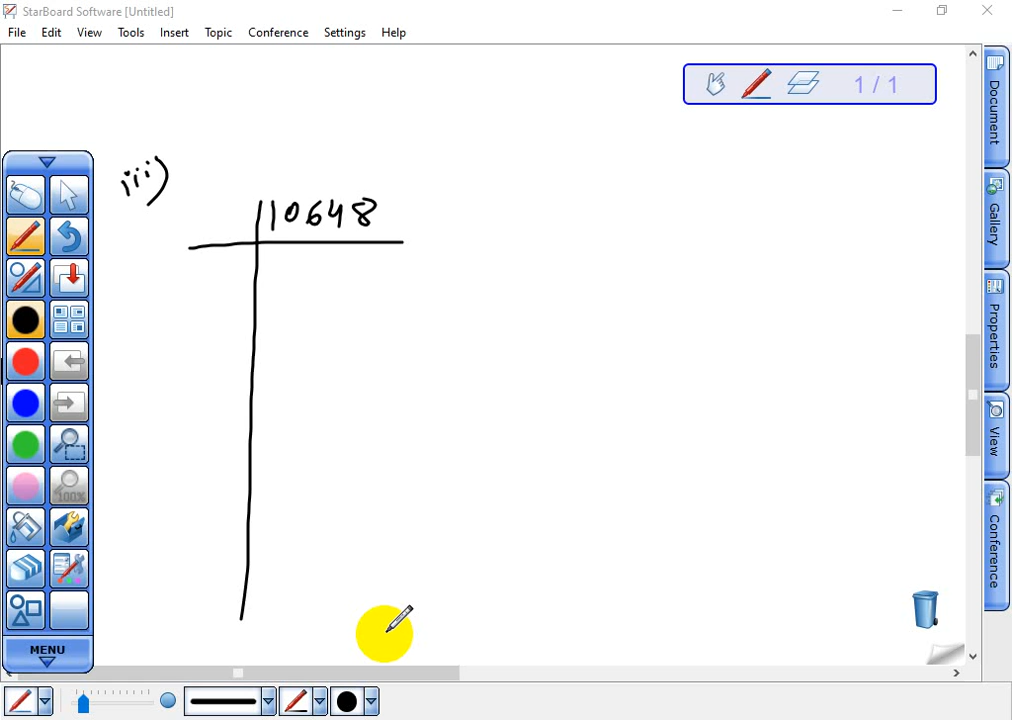 StarBoard Software [Untitled]
File Edit View Tools Insert Topic Conference Settings Help
1 / 1
iii)
10648
100%
MENU
Document
Gallery
Properties
View
Conference